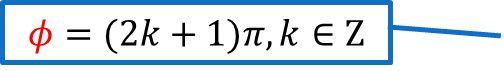 𝜙 = (2𝑘 + 1)𝜋, 𝑘 ∈ Z